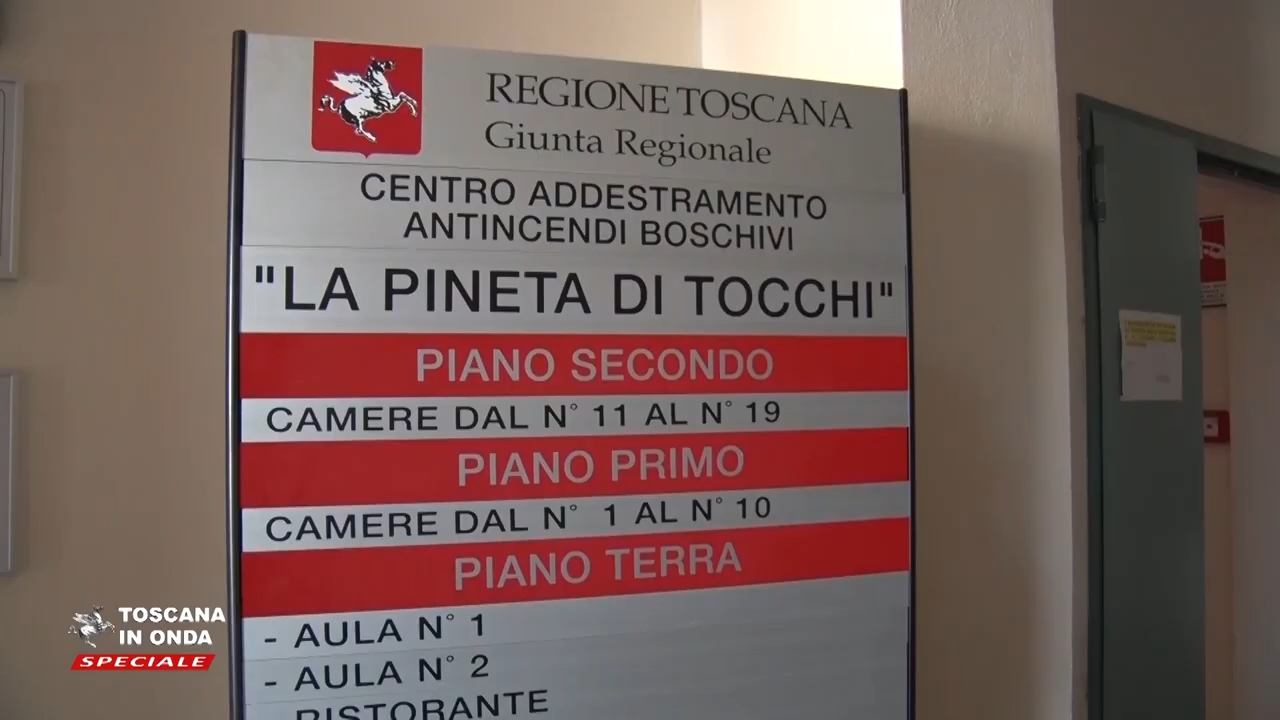 REGIONE TOSCANA
Giunta Regionale
CENTRO ADDESTRAMENTO
ANTINCENDI BOSCHIVI
"LA PINETA DI TOCCHI"
PIANO SECONDO
CAMERE DAL N° 11 AL N° 19
PIANO PRIMO
CAMERE DAL N° 1 AL N° 10
PIANO TERRA
- AULA N° 1
- AULA N° 2
RISTORANTE
TOSCANA
IN ONDA
SPECIALE